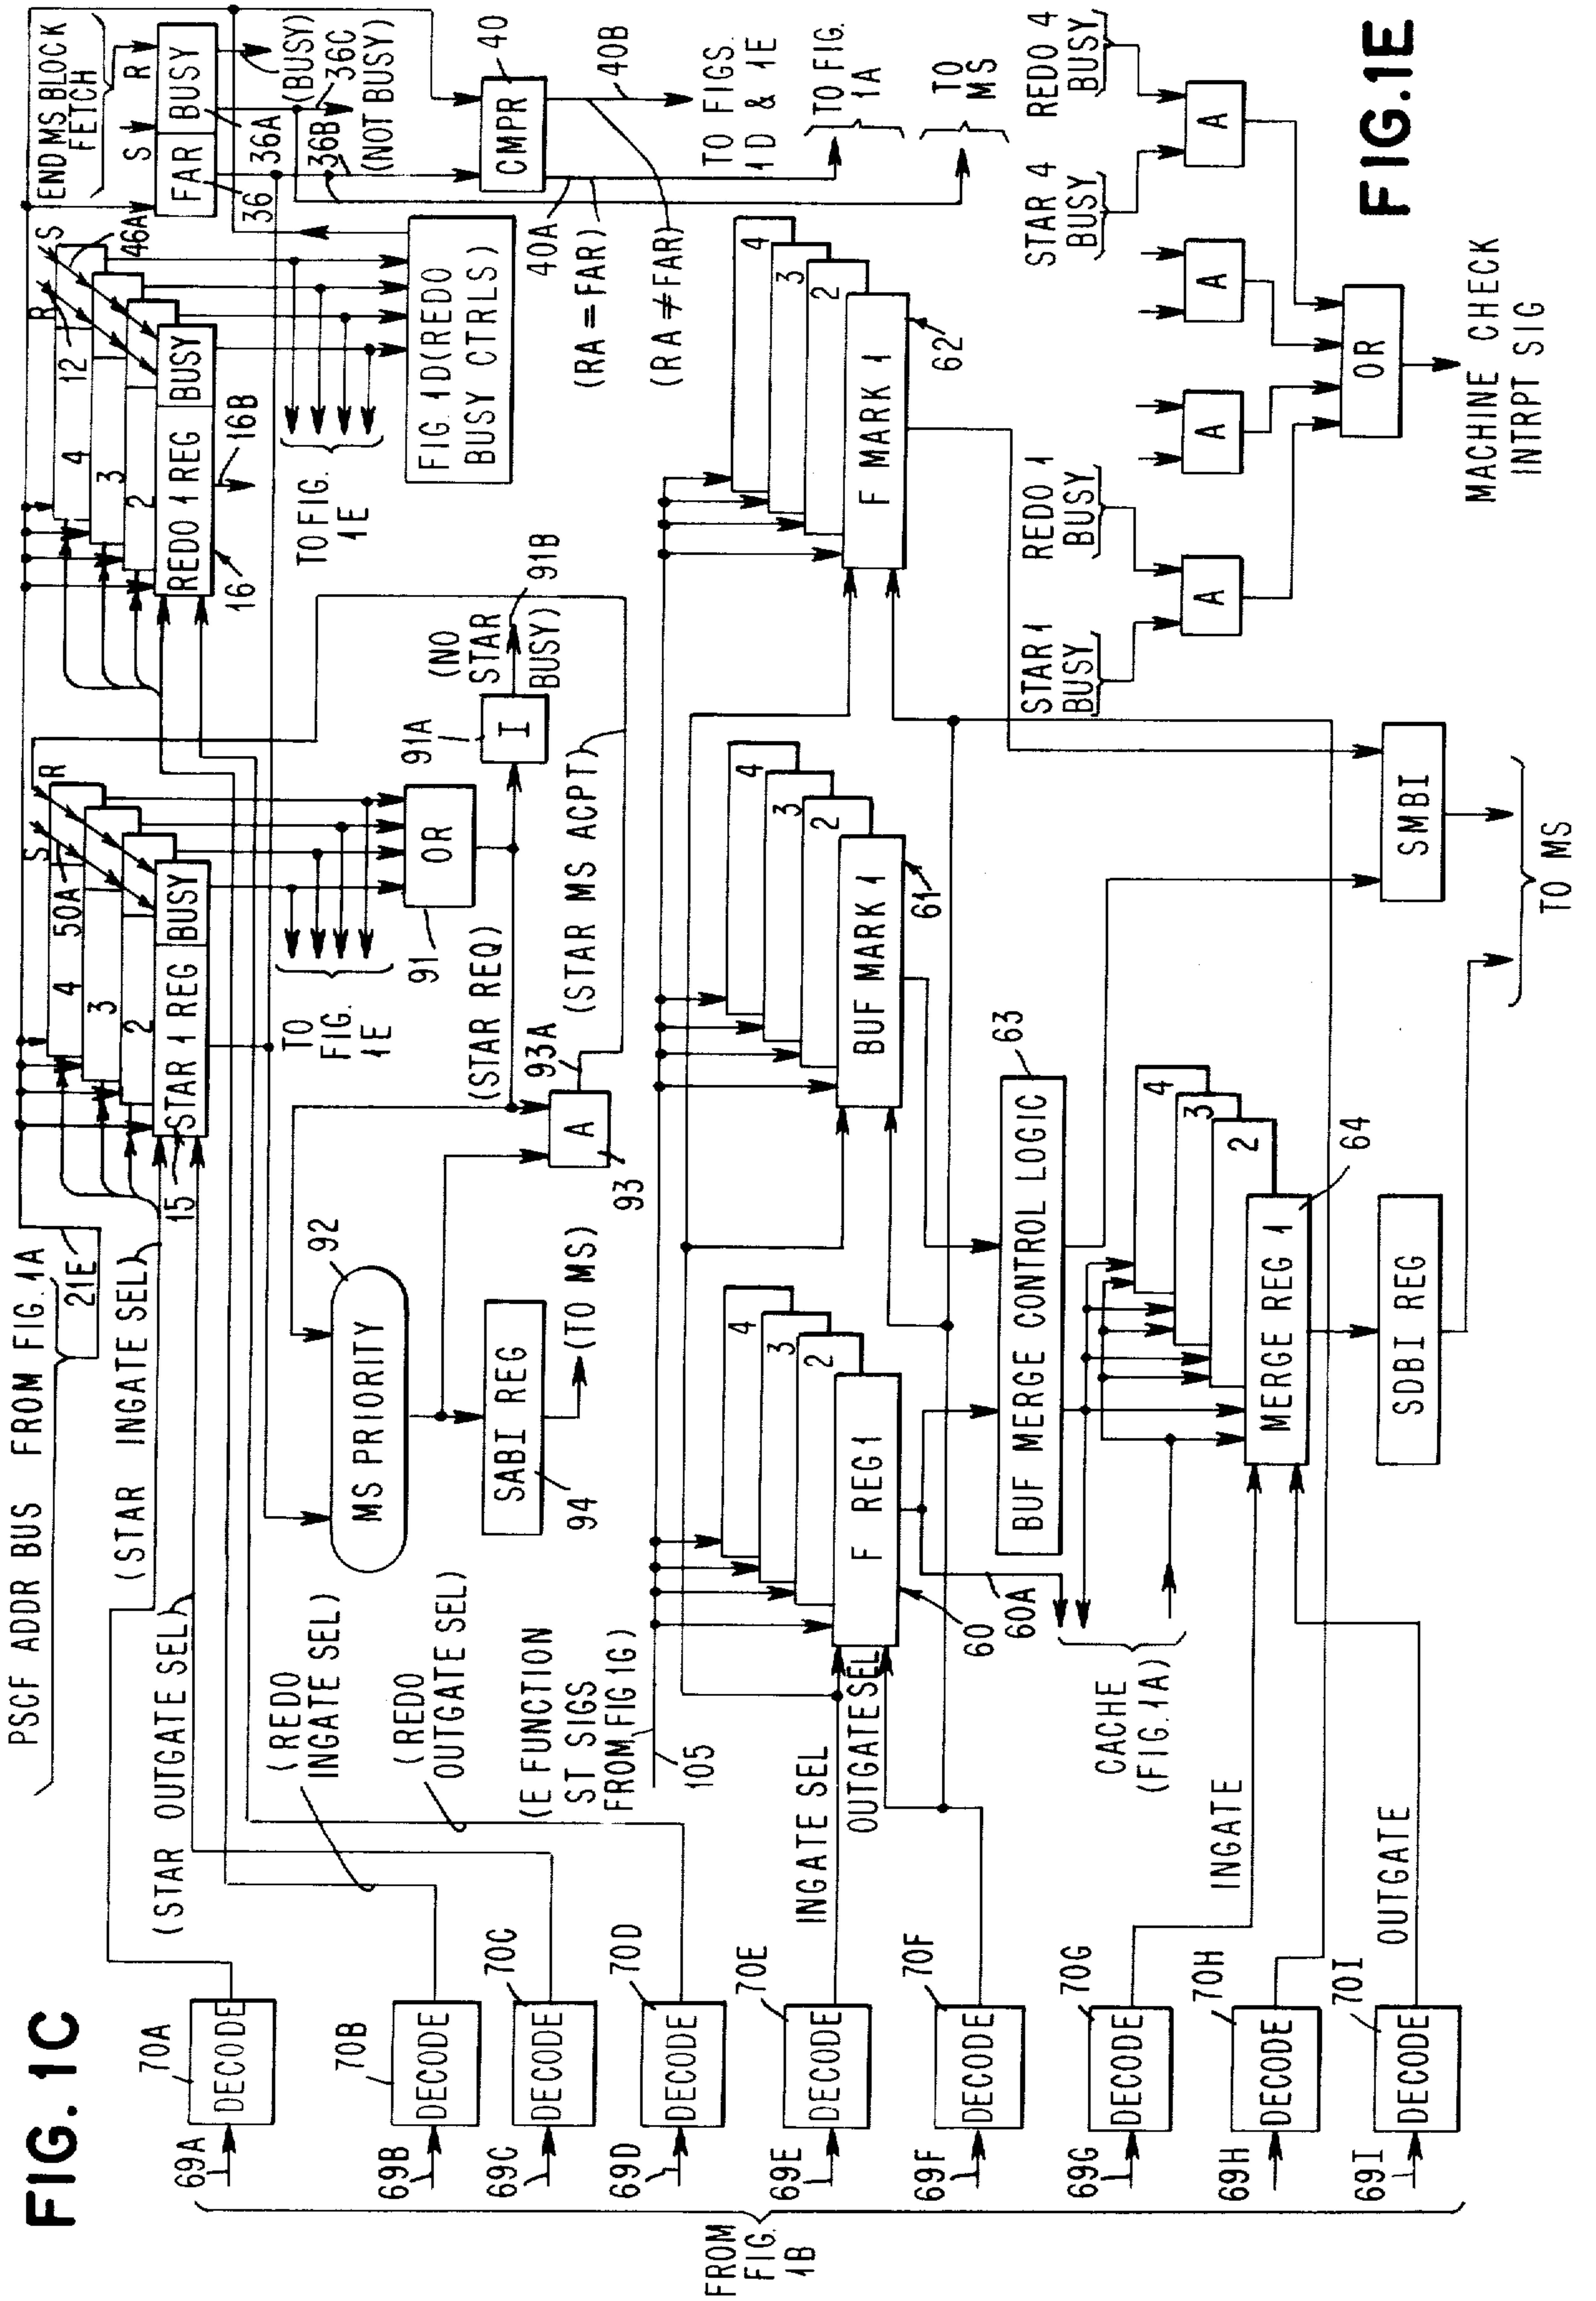 FIG. 1C
FROM
FIG.
1B
69A
70A
DECODE
69B
70B
DECODE
69C
70C
DECODE
69D
70D
DECODE
69E
70E
DECODE
69F
70F
DECODE
69G
70G
DECODE
69H
70H
DECODE
69I
70I
DECODE
PSCF ADDR BUS FROM FIG. 1A
21E
(STAR INGATE SEL)
(STAR OUTGATE SEL)
(REDO
INGATE SEL)
(REDO
OUTGATE SEL)
(E FUNCTION
ST SIGS
FROM FIG 1G)
105
INGATE SEL
OUTGATE SEL
INGATE
OUTGATE
S
R
50A
4
3
2
STAR 1 REG
BUSY
15
TO
FIG.
1E
OR
91
91A
I
(NO
STAR
BUSY)
91B
(STAR REQ)
MS PRIORITY
92
SABI REG
94
(TO MS)
A
93
93A
(STAR MS ACPT)
R
S
12
46A
4
3
2
REDO 1 REG
BUSY
16
16B
TO FIG.
1E
FIG. 1D (REDO
BUSY CTRLS)
END MS BLOCK
FETCH
S
R
FAR
BUSY
36
36A
36B
(BUSY)
36C
(NOT BUSY)
CMPR
40
40A
(RA = FAR)
40B
(RA ≠ FAR)
TO FIGS.
1D & 1E
TO FIG.
1A
TO
MS
4
3
2
F REG 1
60
60A
4
3
2
BUF MARK 1
61
4
3
2
F MARK 1
62
BUF MERGE CONTROL LOGIC
63
CACHE
(FIG. 1A)
4
3
2
MERGE REG 1
64
SDBI REG
SMBI
TO MS
STAR 1
BUSY
REDO 1
BUSY
STAR 4
BUSY
REDO 4
BUSY
A
A
A
A
OR
MACHINE CHECK
INTRPT SIG
FIG. 1E